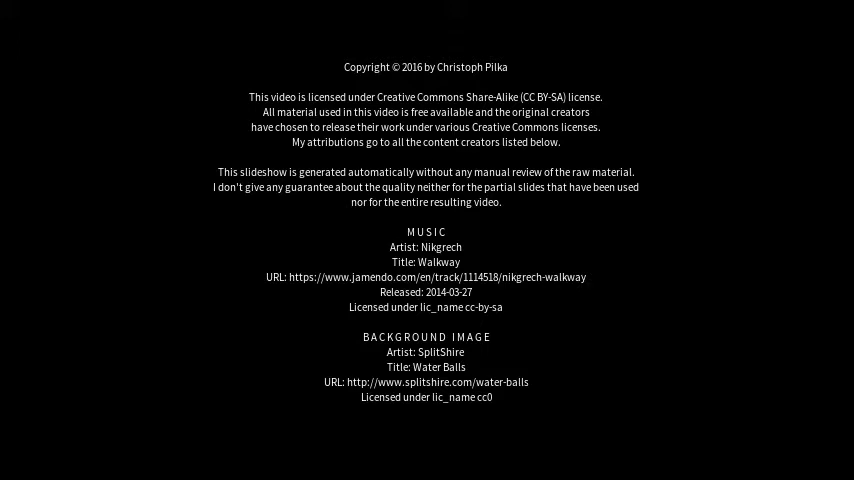 Copyright © 2016 by Christoph Pilka
This video is licensed under Creative Commons Share-Alike (CC BY-SA) license.
All material used in this video is free available and the original creators
have chosen to release their work under various Creative Commons licenses.
My attributions go to all the content creators listed below.
This slideshow is generated automatically without any manual review of the raw material.
I don't give any guarantee about the quality neither for the partial slides that have been used
nor for the entire resulting video.
M U S I C
Artist: Nikgrech
Title: Walkway
URL: https://www.jamendo.com/en/track/1114518/nikgrech-walkway
Released: 2014-03-27
Licensed under lic_name cc-by-sa
B A C K G R O U N D   I M A G E
Artist: SplitShire
Title: Water Balls
URL: http://www.splitshire.com/water-balls
Licensed under lic_name cc0